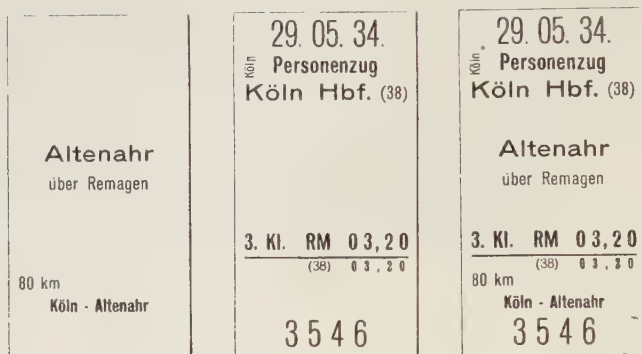 Altenahr
über Remagen
80 km
Köln - Altenahr
29. 05. 34.
Köln
Personenzug
Köln Hbf. (38)
3. Kl. RM 03,20
(38) 03,20
3546
29. 05. 34.
Köln
Personenzug
Köln Hbf. (38)
Altenahr
über Remagen
3. Kl. RM 03,20
(38) 03,20
80 km
Köln - Altenahr
3546